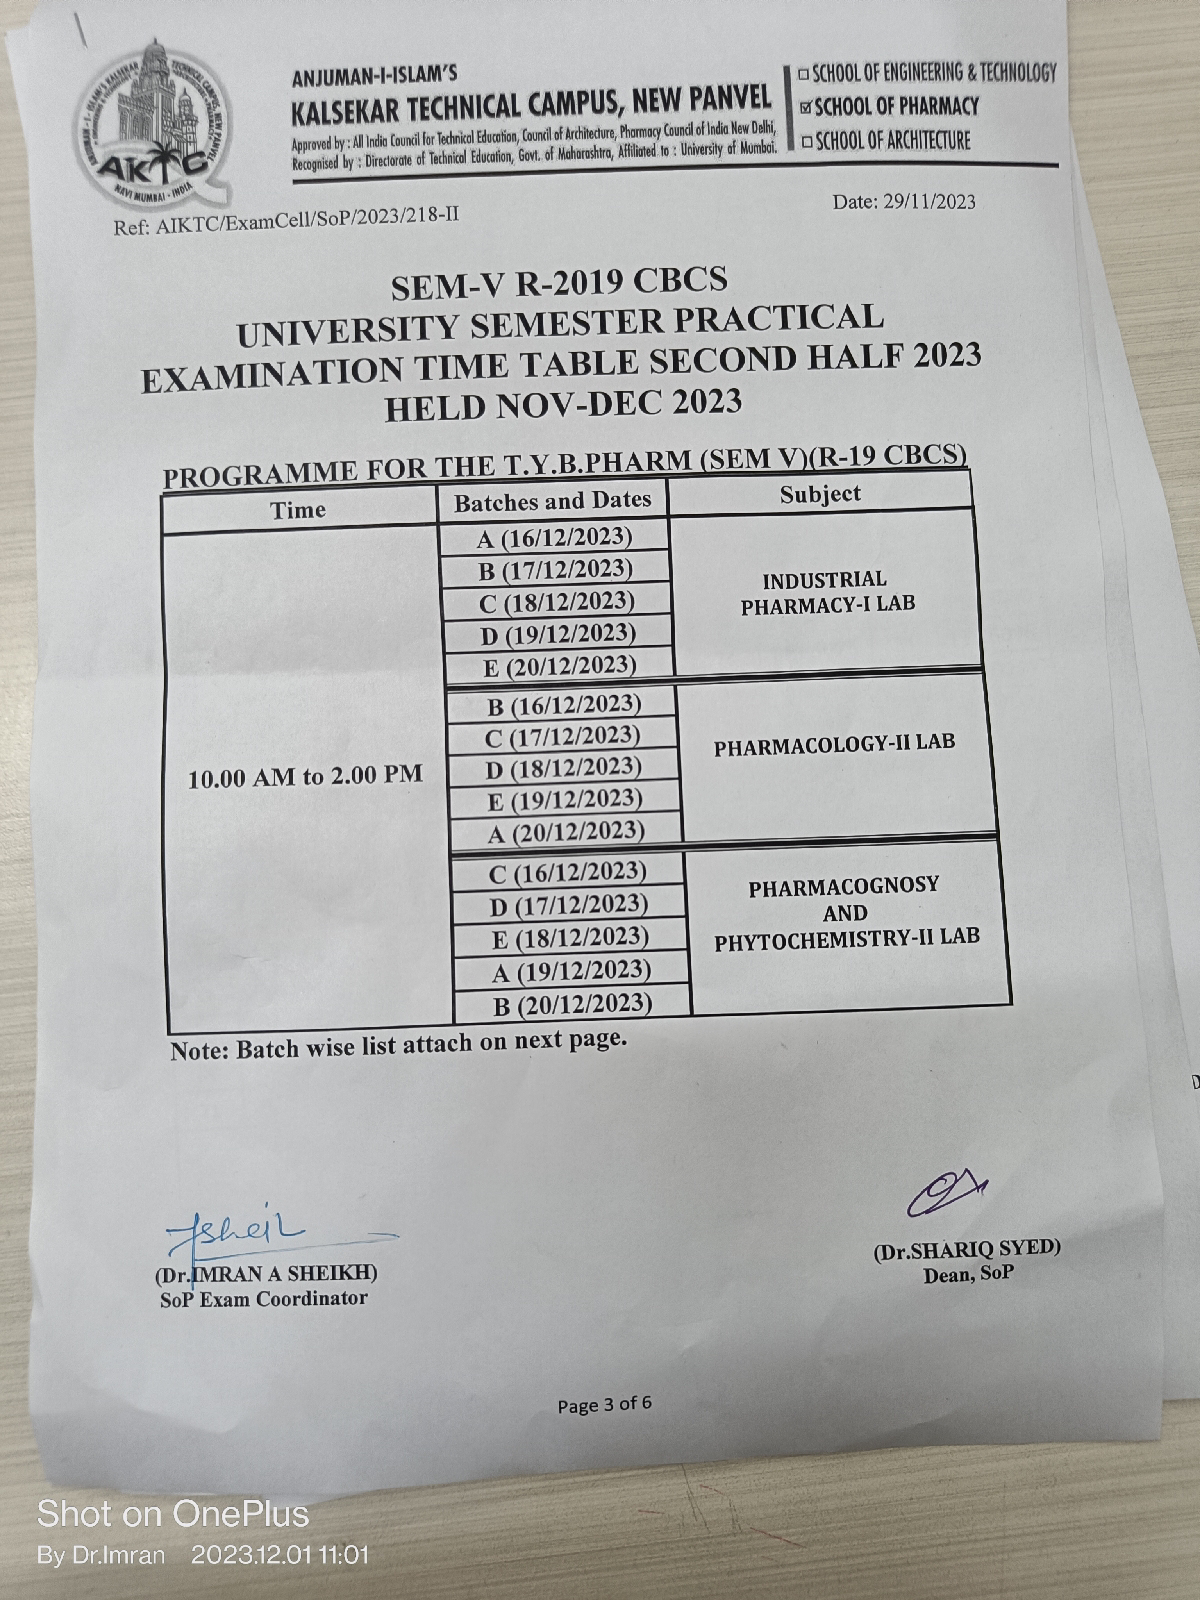 ANJUMAN-I-ISLAM'S
KALSEKAR TECHNICAL CAMPUS, NEW PANVEL
Approved by : All India Council for Technical Education, Council of Architecture, Pharmacy Council of India New Delhi,
Recognised by : Directorate of Technical Education, Govt. of Maharashtra, Affiliated to : University of Mumbai.
☐ SCHOOL OF ENGINEERING & TECHNOLOGY
☑ SCHOOL OF PHARMACY
☐ SCHOOL OF ARCHITECTURE
AKTC
NAVI MUMBAI - INDIA
Ref: AIKTC/ExamCell/SoP/2023/218-II
Date: 29/11/2023
SEM-V R-2019 CBCS
UNIVERSITY SEMESTER PRACTICAL
EXAMINATION TIME TABLE SECOND HALF 2023
HELD NOV-DEC 2023
PROGRAMME FOR THE T.Y.B.PHARM (SEM V)(R-19 CBCS)
Time Batches and Dates Subject
10.00 AM to 2.00 PM
A (16/12/2023)
B (17/12/2023)
C (18/12/2023)
D (19/12/2023)
E (20/12/2023)
INDUSTRIAL
PHARMACY-I LAB
B (16/12/2023)
C (17/12/2023)
D (18/12/2023)
E (19/12/2023)
A (20/12/2023)
PHARMACOLOGY-II LAB
C (16/12/2023)
D (17/12/2023)
E (18/12/2023)
A (19/12/2023)
B (20/12/2023)
PHARMACOGNOSY
AND
PHYTOCHEMISTRY-II LAB
Note: Batch wise list attach on next page.
(Dr.IMRAN A SHEIKH)
SoP Exam Coordinator
(Dr.SHARIQ SYED)
Dean, SoP
Page 3 of 6
Shot on OnePlus
By Dr.Imran 2023.12.01 11:01